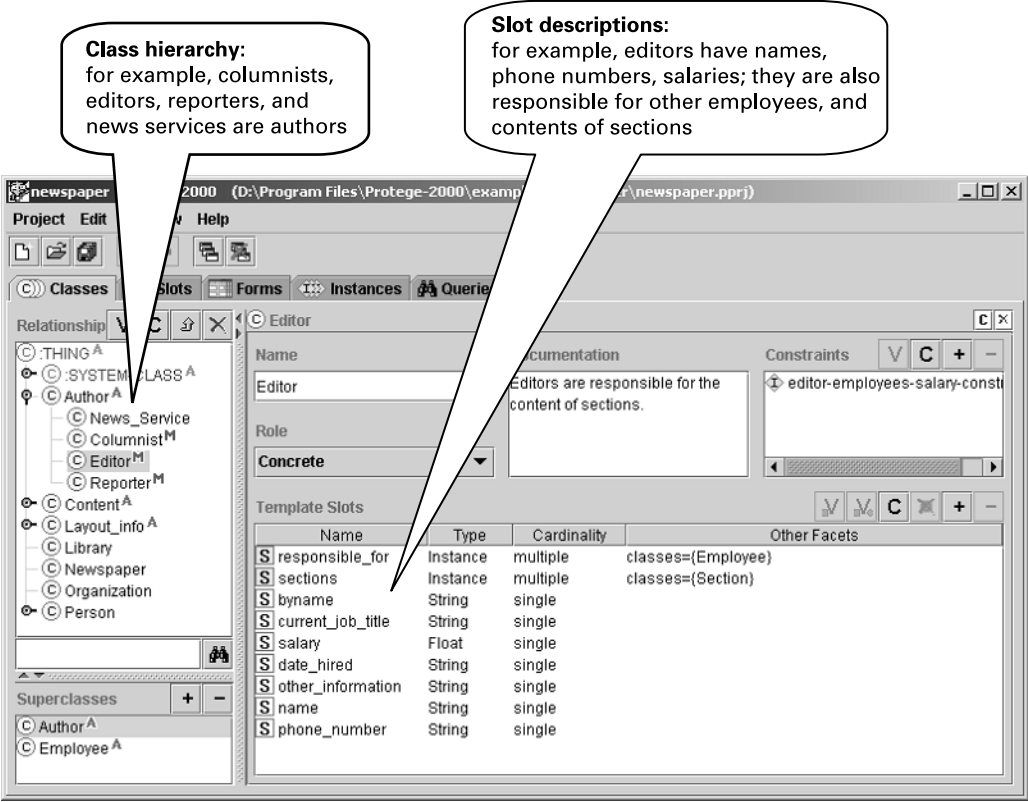 Class hierarchy:
for example, columnists,
editors, reporters, and
news services are authors
Slot descriptions:
for example, editors have names,
phone numbers, salaries; they are also
responsible for other employees, and
contents of sections
newspaper 2000 (D:\Program Files\Protege-2000\exam r\newspaper.pprj)
Project Edit w Help
Classes Slots Forms Instances Querie
Relationship V C
C Editor
:THING A
:SYSTEM-CLASS A
Author A
News_Service
Columnist M
Editor M
Reporter M
Content A
Layout_info A
Library
Newspaper
Organization
Person
Superclasses + -
Author A
Employee A
Name Documentation Constraints V C + -
Editor
Editors are responsible for the
content of sections.
editor-employees-salary-constr
Role
Concrete
Template Slots V V C + -
Name Type Cardinality Other Facets
S responsible_for Instance multiple classes={Employee}
S sections Instance multiple classes={Section}
S byname String single
S current_job_title String single
S salary Float single
S date_hired String single
S other_information String single
S name String single
S phone_number String single